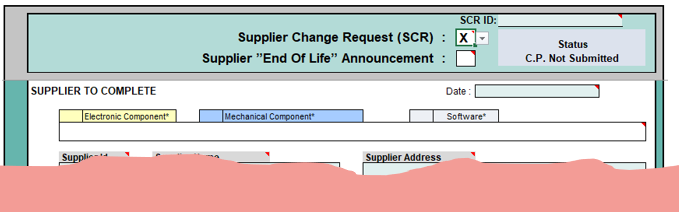 SCR ID:
Supplier Change Request (SCR) : X
Supplier ”End Of Life” Announcement :
Status
C.P. Not Submitted
SUPPLIER TO COMPLETE
Date :
Electronic Component* Mechanical Component* Software*
Supplier Id Supplier Name Supplier Address